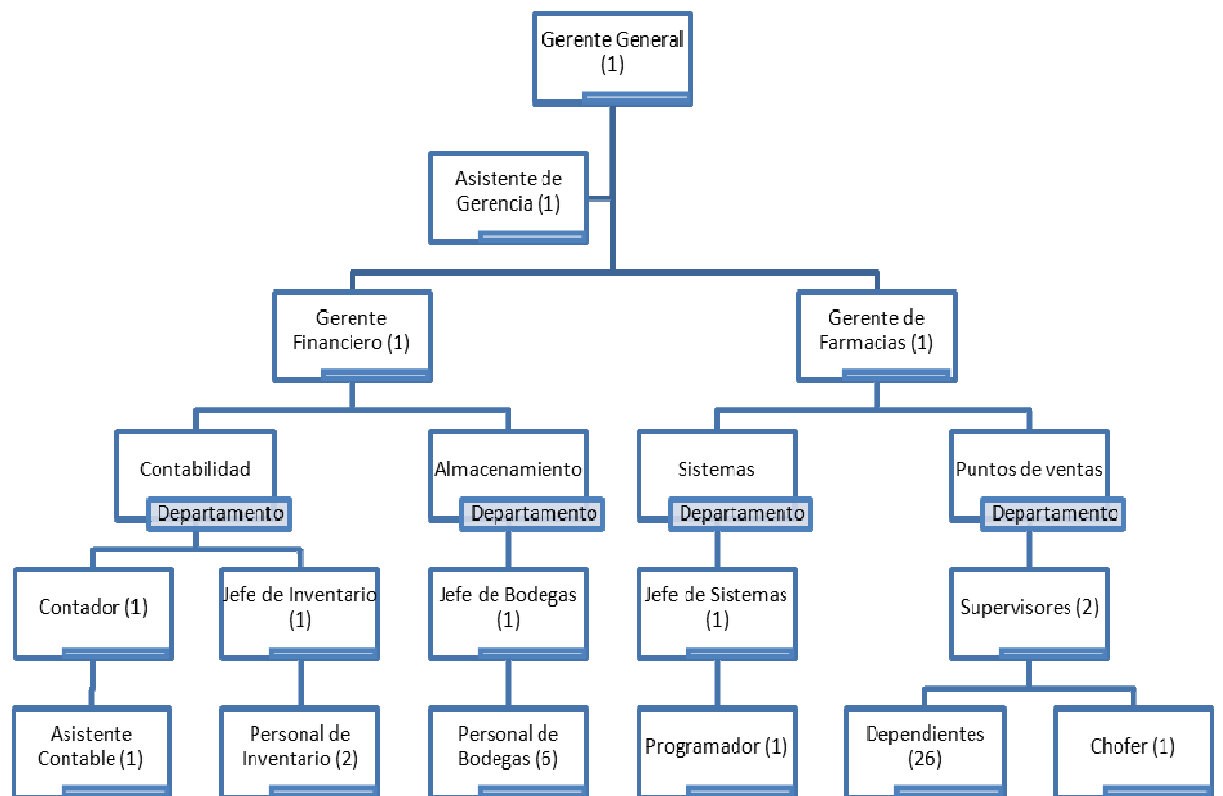 Gerente General
(1)
Asistente de
Gerencia (1)
Gerente
Financiero (1)
Gerente de
Farmacias (1)
Contabilidad
Departamento
Almacenamiento
Departamento
Sistemas
Departamento
Puntos de ventas
Departamento
Contador (1)
Jefe de Inventario
(1)
Jefe de Bodegas
(1)
Jefe de Sistemas
(1)
Supervisores (2)
Asistente
Contable (1)
Personal de
Inventario (2)
Personal de
Bodegas (6)
Programador (1)
Dependientes
(26)
Chofer (1)